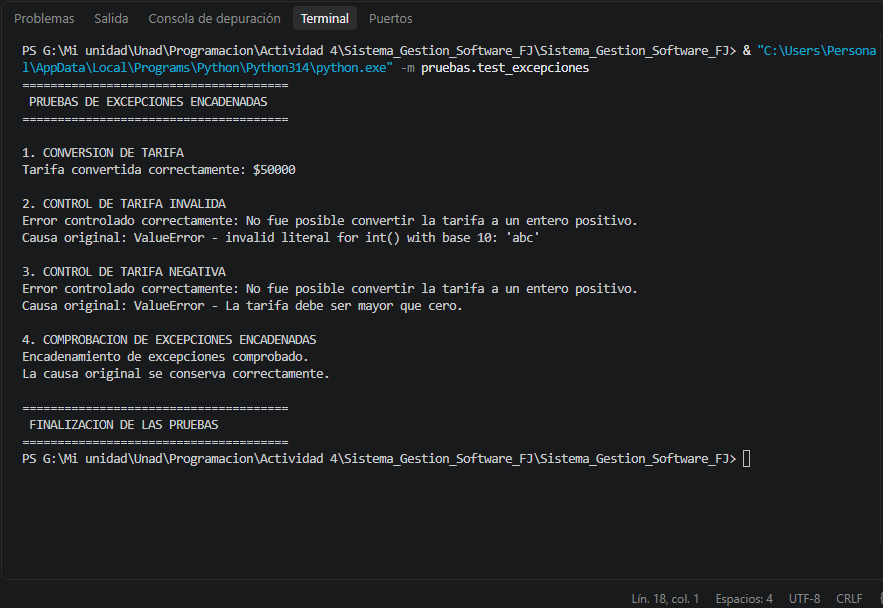 Problemas Salida Consola de depuración Terminal Puertos
PS G:\Mi unidad\Unad\Programacion\Actividad 4\Sistema_Gestion_Software_FJ\Sistema_Gestion_Software_FJ> & "C:\Users\Persona
l\AppData\Local\Programs\Python\Python314\python.exe" -m pruebas.test_excepciones
======================================
PRUEBAS DE EXCEPCIONES ENCADENADAS
======================================
1. CONVERSION DE TARIFA
Tarifa convertida correctamente: $50000
2. CONTROL DE TARIFA INVALIDA
Error controlado correctamente: No fue posible convertir la tarifa a un entero positivo.
Causa original: ValueError - invalid literal for int() with base 10: 'abc'
3. CONTROL DE TARIFA NEGATIVA
Error controlado correctamente: No fue posible convertir la tarifa a un entero positivo.
Causa original: ValueError - La tarifa debe ser mayor que cero.
4. COMPROBACION DE EXCEPCIONES ENCADENADAS
Encadenamiento de excepciones comprobado.
La causa original se conserva correctamente.
======================================
FINALIZACION DE LAS PRUEBAS
======================================
PS G:\Mi unidad\Unad\Programacion\Actividad 4\Sistema_Gestion_Software_FJ\Sistema_Gestion_Software_FJ>
Lín. 18, col. 1 Espacios: 4 UTF-8 CRLF